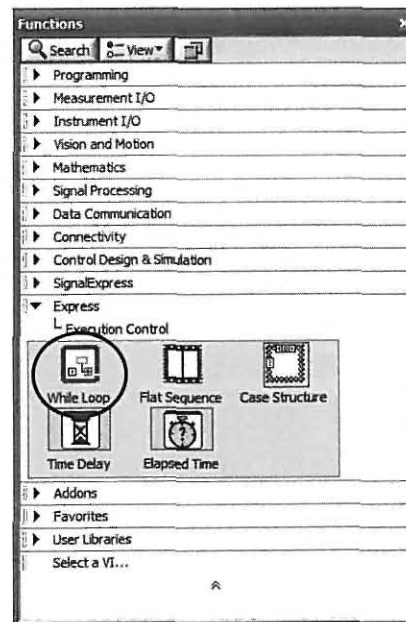 Functions
Search View
Programming
Measurement I/O
Instrument I/O
Vision and Motion
Mathematics
Signal Processing
Data Communication
Connectivity
Control Design & Simulation
SignalExpress
Express
Execution Control
While Loop Flat Sequence Case Structure
Time Delay Elapsed Time
Addons
Favorites
User Libraries
Select a VI...